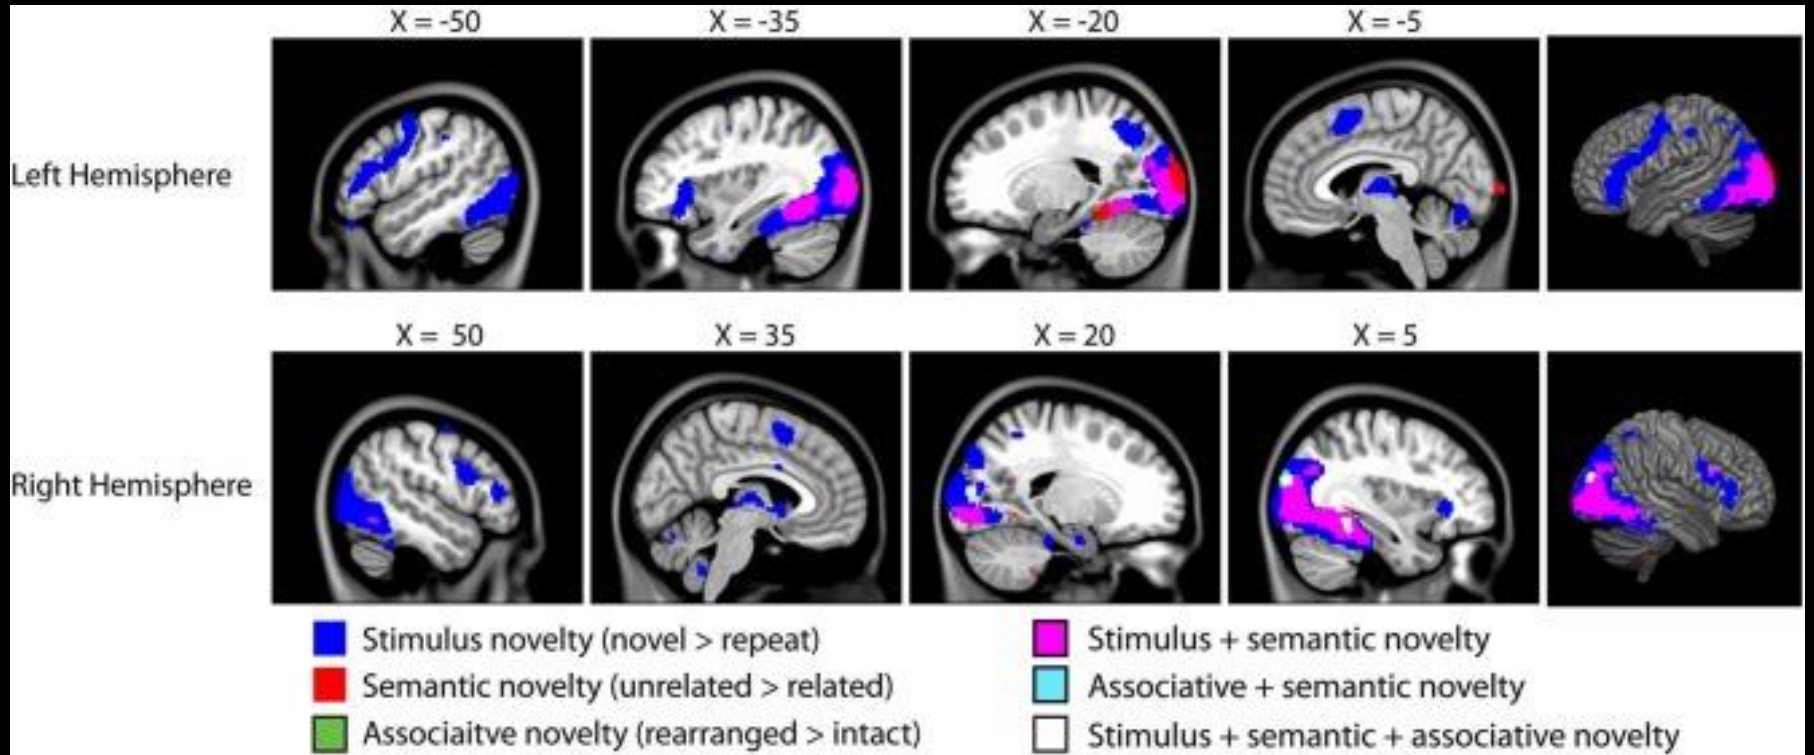 X = -50 X = -35 X = -20 X = -5
Left Hemisphere
X = 50 X = 35 X = 20 X = 5
Right Hemisphere
Stimulus novelty (novel > repeat)
Semantic novelty (unrelated > related)
Associaitve novelty (rearranged > intact)
Stimulus + semantic novelty
Associative + semantic novelty
Stimulus + semantic + associative novelty